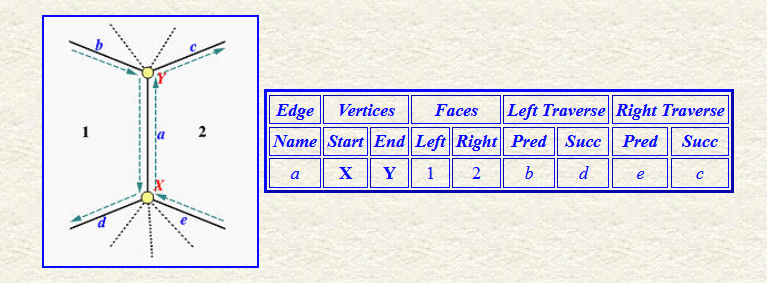 b
c
Y
1
a
2
X
d
e
Edge Vertices Faces Left Traverse Right Traverse
Name Start End Left Right Pred Succ Pred Succ
a X Y 1 2 b d e c